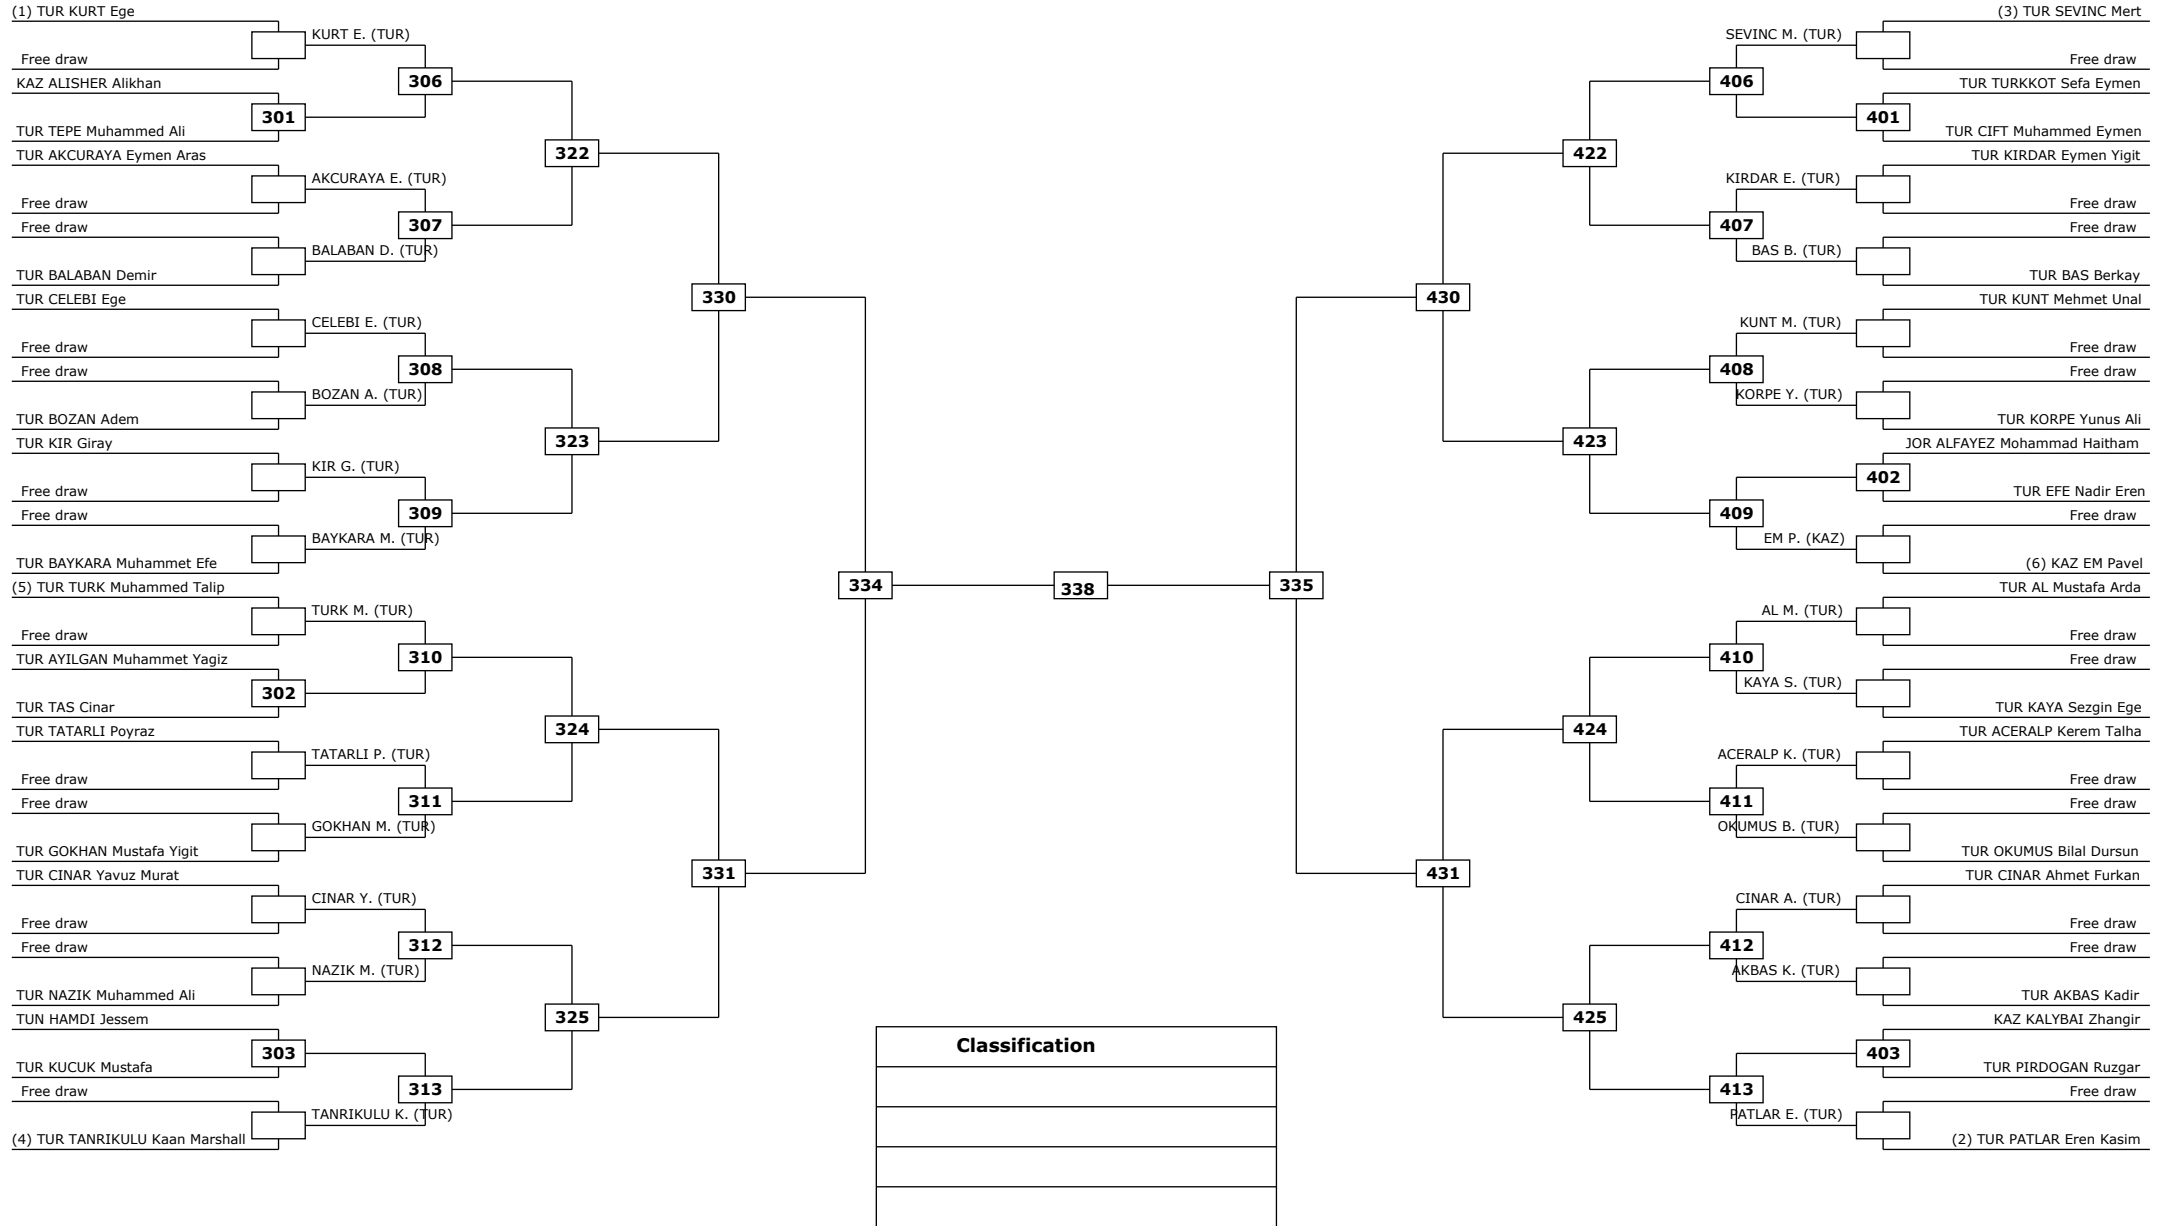 (1) TUR KURT Ege
KURT E. (TUR)
Free draw
306
KAZ ALISHER Alikhan
301
TUR TEPE Muhammed Ali
322
TUR AKCURAYA Eymen Aras
AKCURAYA E. (TUR)
Free draw
307
Free draw
BALABAN D. (TUR)
TUR BALABAN Demir
330
TUR CELEBI Ege
CELEBI E. (TUR)
Free draw
308
Free draw
BOZAN A. (TUR)
TUR BOZAN Adem
323
TUR KIR Giray
KIR G. (TUR)
Free draw
309
Free draw
BAYKARA M. (TUR)
TUR BAYKARA Muhammet Efe
334
(5) TUR TURK Muhammed Talip
TURK M. (TUR)
Free draw
310
TUR AYILGAN Muhammet Yagiz
302
TUR TAS Cinar
324
TUR TATARLI Poyraz
TATARLI P. (TUR)
Free draw
311
Free draw
GOKHAN M. (TUR)
TUR GOKHAN Mustafa Yigit
331
TUR CINAR Yavuz Murat
CINAR Y. (TUR)
Free draw
312
Free draw
NAZIK M. (TUR)
TUR NAZIK Muhammed Ali
325
TUN HAMDI Jessem
303
TUR KUCUK Mustafa
313
Free draw
TANRIKULU K. (TUR)
(4) TUR TANRIKULU Kaan Marshall
338
(3) TUR SEVINC Mert
SEVINC M. (TUR)
Free draw
406
TUR TURKKOT Sefa Eymen
401
TUR CIFT Muhammed Eymen
422
TUR KIRDAR Eymen Yigit
KIRDAR E. (TUR)
Free draw
407
Free draw
BAS B. (TUR)
TUR BAS Berkay
430
TUR KUNT Mehmet Unal
KUNT M. (TUR)
Free draw
408
Free draw
KORPE Y. (TUR)
TUR KORPE Yunus Ali
423
JOR ALFAYEZ Mohammad Haitham
402
TUR EFE Nadir Eren
409
Free draw
EM P. (KAZ)
(6) KAZ EM Pavel
335
TUR AL Mustafa Arda
AL M. (TUR)
Free draw
410
Free draw
KAYA S. (TUR)
TUR KAYA Sezgin Ege
424
TUR ACERALP Kerem Talha
ACERALP K. (TUR)
Free draw
411
Free draw
OKUMUS B. (TUR)
TUR OKUMUS Bilal Dursun
431
TUR CINAR Ahmet Furkan
CINAR A. (TUR)
Free draw
412
Free draw
AKBAS K. (TUR)
TUR AKBAS Kadir
425
KAZ KALYBAI Zhangir
403
TUR PIRDOGAN Ruzgar
413
Free draw
PATLAR E. (TUR)
(2) TUR PATLAR Eren Kasim
Classification